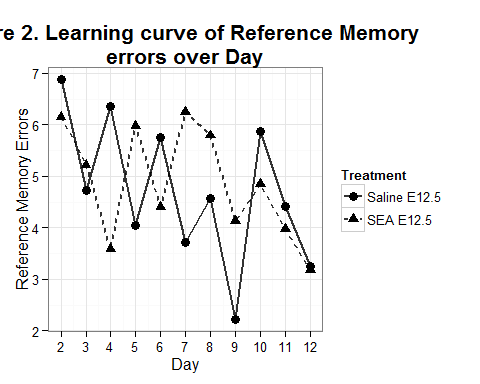 re 2. Learning curve of Reference Memory
errors over Day
7
6
5
4
3
2
Reference Memory Errors
2 3 4 5 6 7 8 9 10 11 12
Day
Treatment
Saline E12.5
SEA E12.5